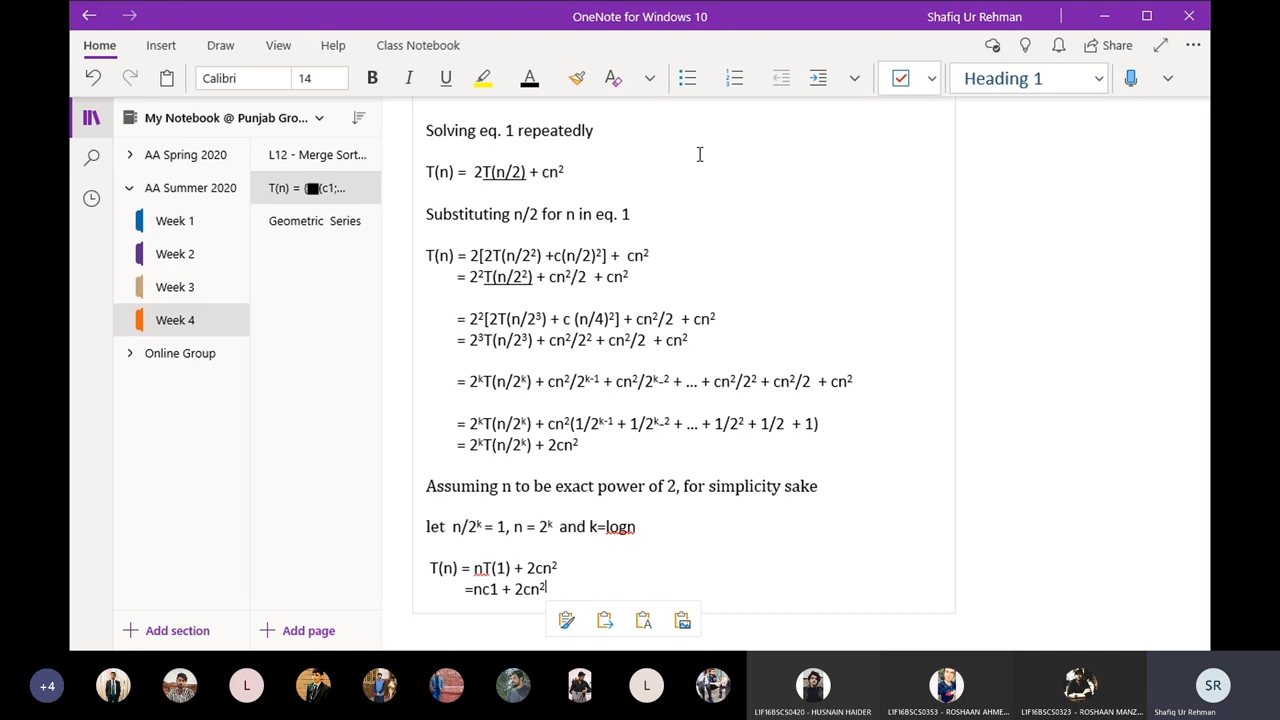 OneNote for Windows 10
Shafiq Ur Rehman
Home Insert Draw View Help Class Notebook
Share
Calibri 14 B I U A Heading 1
My Notebook @ Punjab Gro...
AA Spring 2020
AA Summer 2020
Week 1
Week 2
Week 3
Week 4
Online Group
L12 - Merge Sort...
T(n) = (█(c1;...
Geometric Series
Solving eq. 1 repeatedly
T(n) = 2T(n/2) + cn²
Substituting n/2 for n in eq. 1
T(n) = 2[2T(n/2²) +c(n/2)²] + cn²
= 2²T(n/2²) + cn²/2 + cn²
= 2²[2T(n/2³) + c (n/4)²] + cn²/2 + cn²
= 2³T(n/2³) + cn²/2² + cn²/2 + cn²
= 2ᵏT(n/2ᵏ) + cn²/2ᵏ⁻¹ + cn²/2ᵏ⁻² + ... + cn²/2² + cn²/2 + cn²
= 2ᵏT(n/2ᵏ) + cn²(1/2ᵏ⁻¹ + 1/2ᵏ⁻² + ... + 1/2² + 1/2 + 1)
= 2ᵏT(n/2ᵏ) + 2cn²
Assuming n to be exact power of 2, for simplicity sake
let n/2ᵏ = 1, n = 2ᵏ and k=logn
T(n) = nT(1) + 2cn²
=nc1 + 2cn²
Add section
Add page
+4
L
L
SR
L1F16BSCS0420 - HUSNAIN HAIDER
L1F16BSCS0353 - ROSHAAN AHME...
L1F16BSCS0323 - ROSHAAN MANZ...
Shafiq Ur Rehman